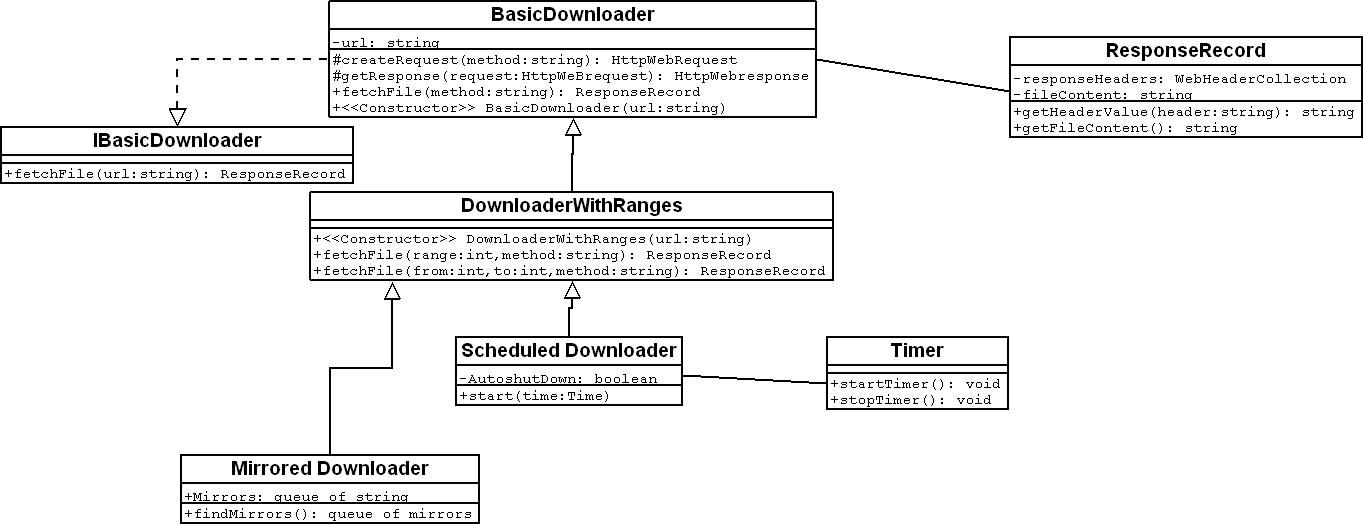 BasicDownloader
-url: string
#createRequest(method:string): HttpWebRequest
#getResponse(request:HttpWeBrequest): HttpWebresponse
+fetchFile(method:string): ResponseRecord
+<<Constructor>> BasicDownloader(url:string)
ResponseRecord
-responseHeaders: WebHeaderCollection
-fileContent: string
+getHeaderValue(header:string): string
+getFileContent(): string
IBasicDownloader
+fetchFile(url:string): ResponseRecord
DownloaderWithRanges
+<<Constructor>> DownloaderWithRanges(url:string)
+fetchFile(range:int,method:string): ResponseRecord
+fetchFile(from:int,to:int,method:string): ResponseRecord
Scheduled Downloader
-AutoshutDown: boolean
+start(time:Time)
Timer
+startTimer(): void
+stopTimer(): void
Mirrored Downloader
+Mirrors: queue of string
+findMirrors(): queue of mirrors